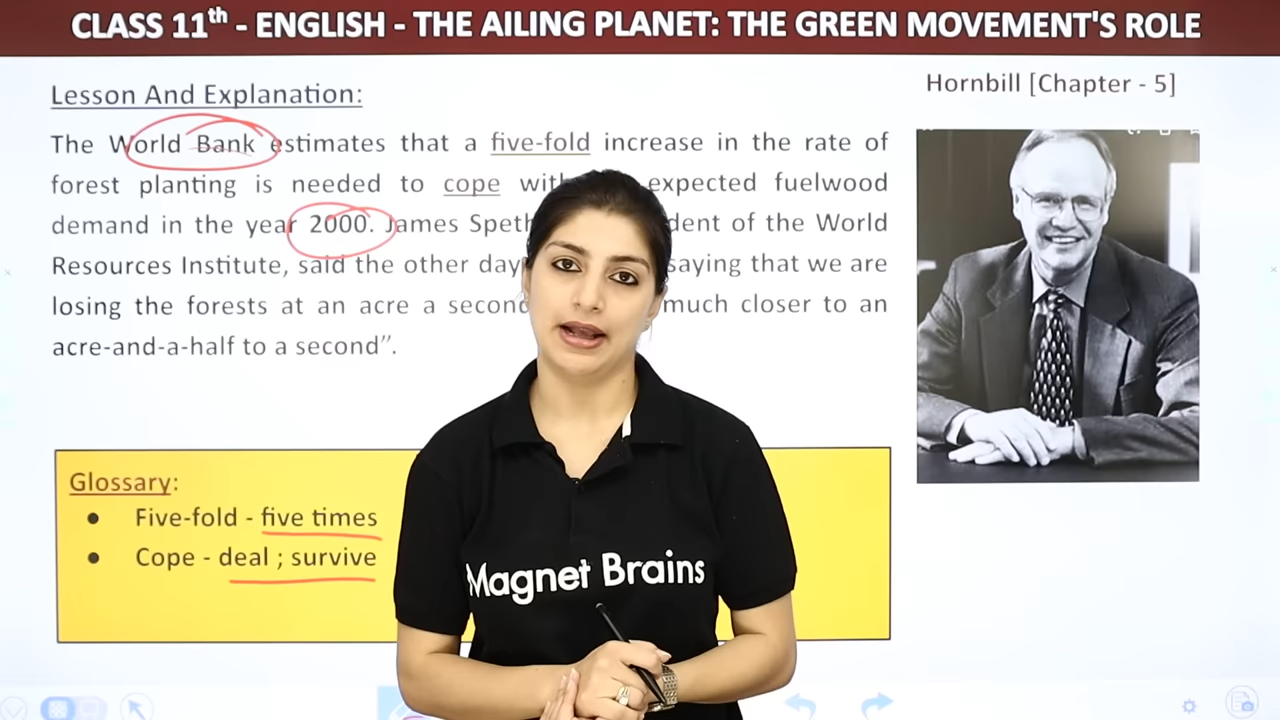 CLASS 11th - ENGLISH - THE AILING PLANET: THE GREEN MOVEMENT'S ROLE
Lesson And Explanation:
Hornbill [Chapter - 5]
The World Bank estimates that a five-fold increase in the rate of
forest planting is needed to cope expected fuelwood
demand in the year 2000. James of the World
Resources Institute, said the other day saying that we are
losing the forests at an acre a much closer to an
acre-and-a-half to a second”.
Glossary:
● Five-fold - five times
● Cope - deal ; survive
Magnet Brains